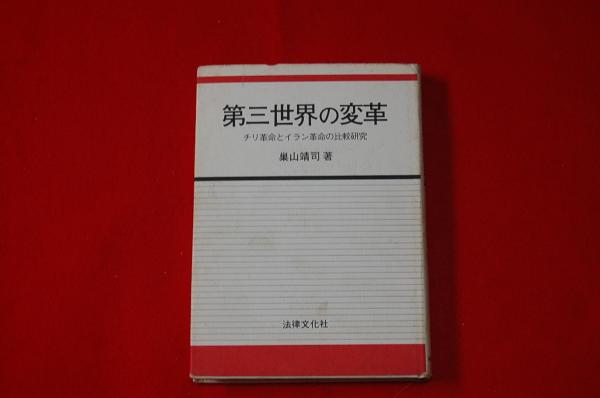 第三世界の変革
チリ革命とイラン革命の比較研究
巣山靖司 著
法律文化社